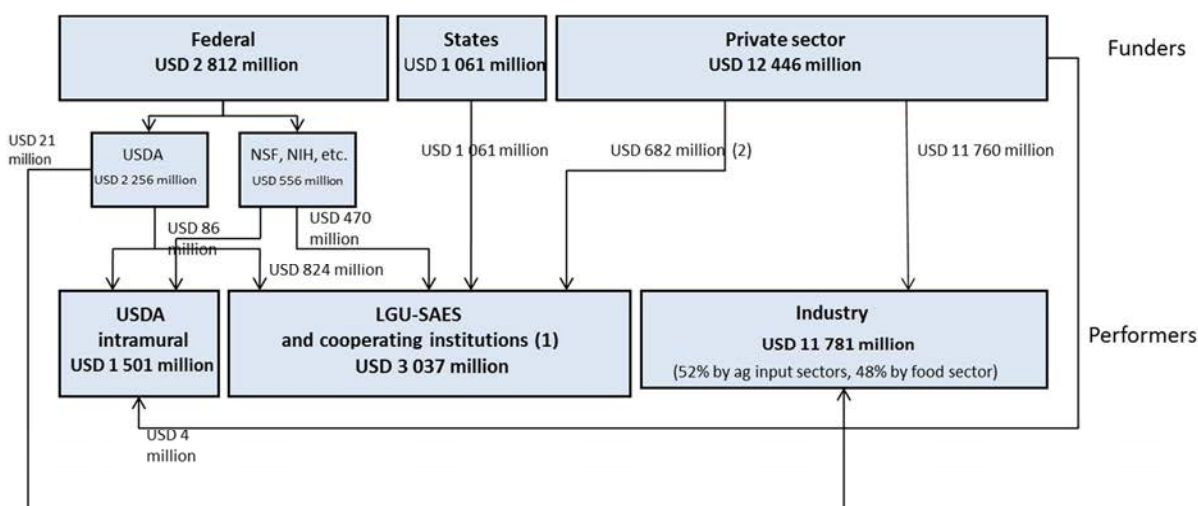 Federal
USD 2 812 million
States
USD 1 061 million
Private sector
USD 12 446 million
Funders
USD 21
million
USDA
USD 2 256 million
NSF, NIH, etc.
USD 556 million
USD 1 061 million
USD 682 million (2)
USD 11 760 million
USD 86
million
USD 470
million
USD 824 million
USDA
intramural
USD 1 501 million
LGU-SAES
and cooperating institutions (1)
USD 3 037 million
Industry
USD 11 781 million
(52% by ag input sectors, 48% by food sector)
Performers
USD 4
million